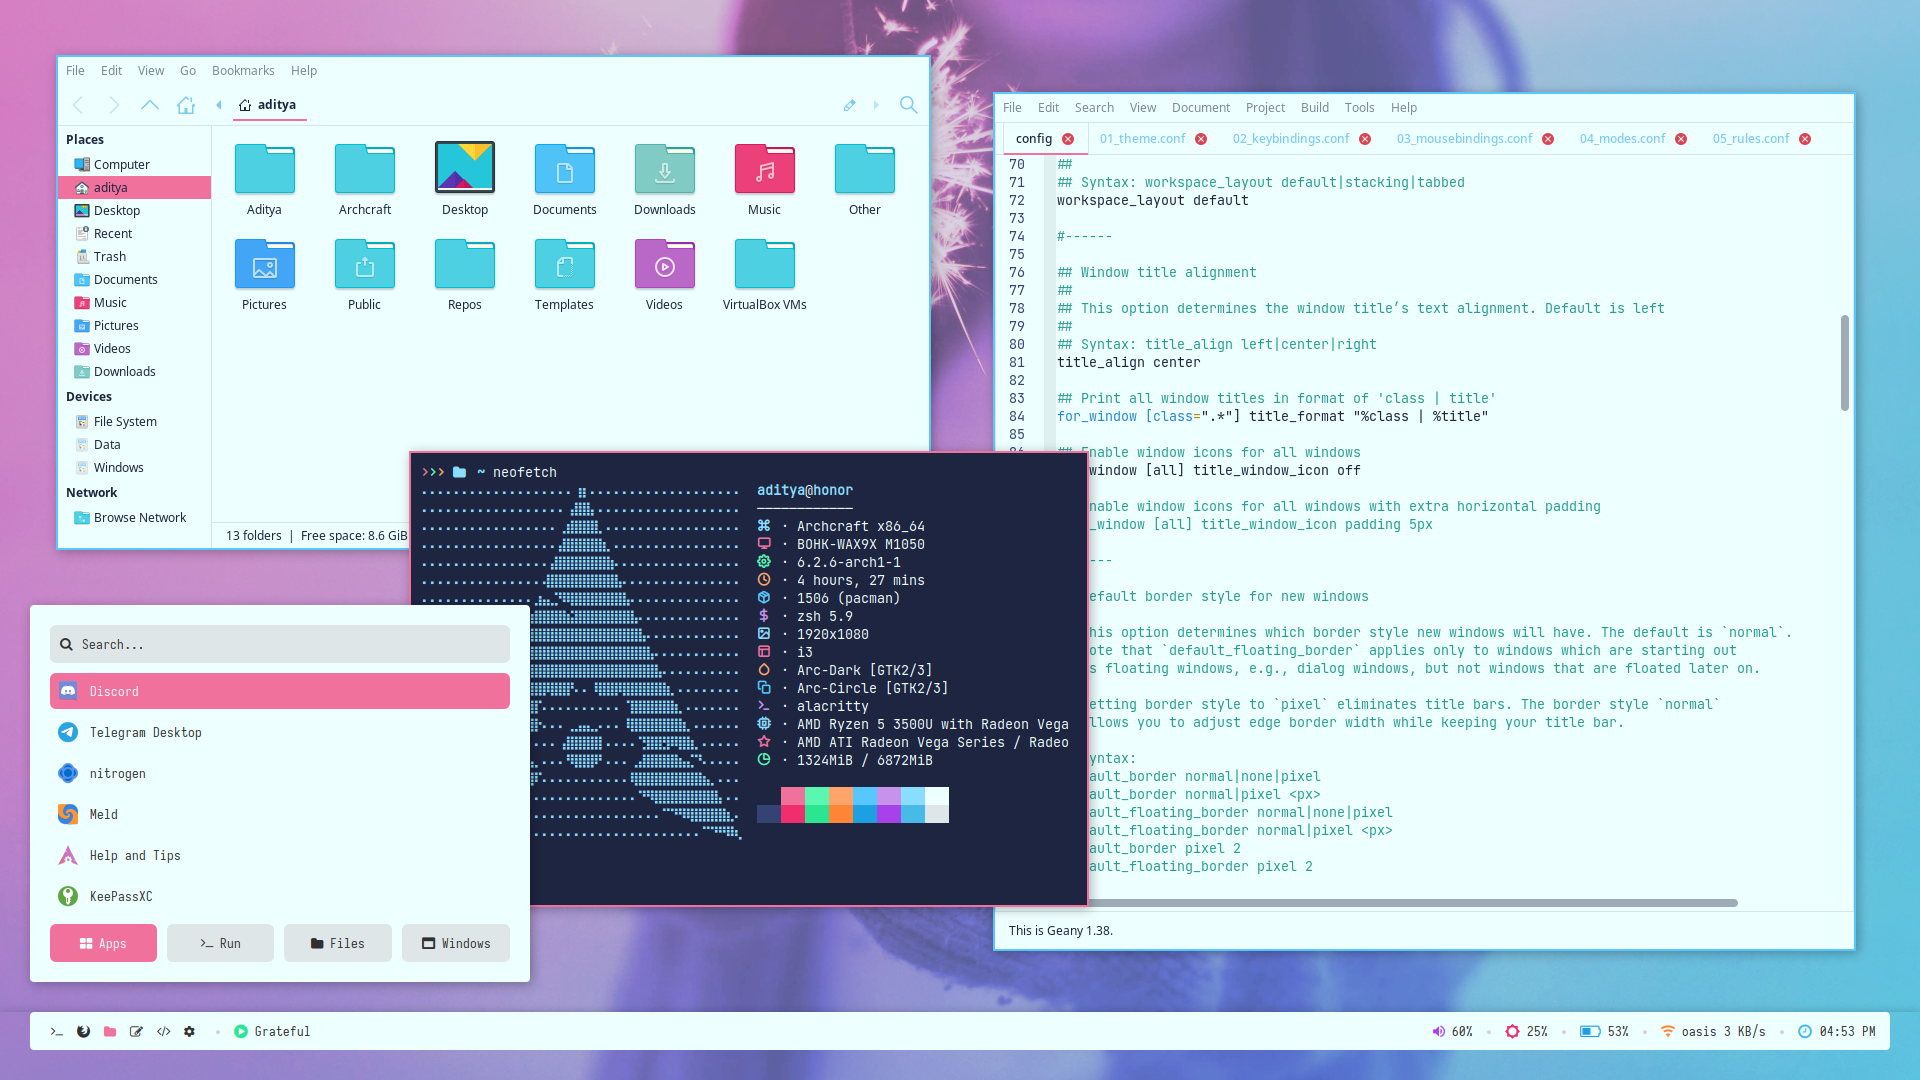 File Edit View Go Bookmarks Help
aditya
Places
Computer
aditya
Desktop
Recent
Trash
Documents
Music
Pictures
Videos
Downloads
Devices
File System
Data
Windows
Network
Browse Network
Aditya Archcraft Desktop Documents Downloads Music Other
Pictures Public Repos Templates Videos VirtualBox VMs
13 folders | Free space: 8.6 GiB
File Edit Search View Document Project Build Tools Help
config 01_theme.conf 02_keybindings.conf 03_mousebindings.conf 04_modes.conf 05_rules.conf
70 ##
71 ## Syntax: workspace_layout default|stacking|tabbed
72 workspace_layout default
73
74 #------
75
76 ## Window title alignment
77 ##
78 ## This option determines the window title’s text alignment. Default is left
79 ##
80 ## Syntax: title_align left|center|right
81 title_align center
82
83 ## Print all window titles in format of 'class | title'
84 for_window [class=".*"] title_format "%class | %title"
85
## Enable window icons for all windows
window [all] title_window_icon off
nable window icons for all windows with extra horizontal padding
_window [all] title_window_icon padding 5px
---
efault border style for new windows
his option determines which border style new windows will have. The default is `normal`.
ote that `default_floating_border` applies only to windows which are starting out
s floating windows, e.g., dialog windows, but not windows that are floated later on.
etting border style to `pixel` eliminates title bars. The border style `normal`
llows you to adjust edge border width while keeping your title bar.
yntax:
ault_border normal|none|pixel
ault_border normal|pixel <px>
ault_floating_border normal|none|pixel
ault_floating_border normal|pixel <px>
ault_border pixel 2
ault_floating_border pixel 2
This is Geany 1.38.
~ neofetch
aditya@honor
· Archcraft x86_64
· BOHK-WAX9X M1050
· 6.2.6-arch1-1
· 4 hours, 27 mins
· 1506 (pacman)
· zsh 5.9
· 1920x1080
· i3
· Arc-Dark [GTK2/3]
· Arc-Circle [GTK2/3]
· alacritty
· AMD Ryzen 5 3500U with Radeon Vega
· AMD ATI Radeon Vega Series / Radeo
· 1324MiB / 6872MiB
Search...
Discord
Telegram Desktop
nitrogen
Meld
Help and Tips
KeePassXC
Apps Run Files Windows
Grateful
60% 25% 53% oasis 3 KB/s 04:53 PM